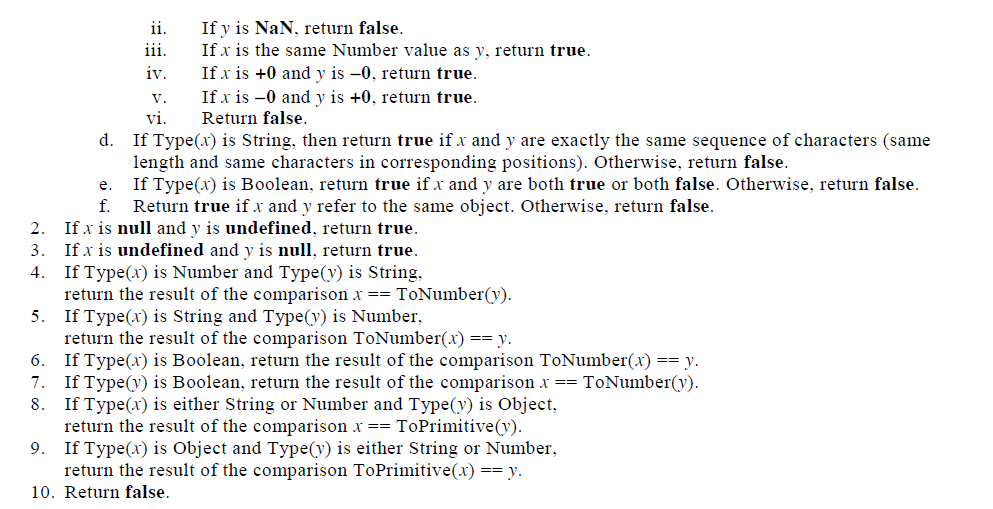 ii. If y is NaN, return false.
iii. If x is the same Number value as y, return true.
iv. If x is +0 and y is −0, return true.
v. If x is −0 and y is +0, return true.
vi. Return false.
d. If Type(x) is String, then return true if x and y are exactly the same sequence of characters (same
length and same characters in corresponding positions). Otherwise, return false.
e. If Type(x) is Boolean, return true if x and y are both true or both false. Otherwise, return false.
f. Return true if x and y refer to the same object. Otherwise, return false.
2. If x is null and y is undefined, return true.
3. If x is undefined and y is null, return true.
4. If Type(x) is Number and Type(y) is String,
return the result of the comparison x == ToNumber(y).
5. If Type(x) is String and Type(y) is Number,
return the result of the comparison ToNumber(x) == y.
6. If Type(x) is Boolean, return the result of the comparison ToNumber(x) == y.
7. If Type(y) is Boolean, return the result of the comparison x == ToNumber(y).
8. If Type(x) is either String or Number and Type(y) is Object,
return the result of the comparison x == ToPrimitive(y).
9. If Type(x) is Object and Type(y) is either String or Number,
return the result of the comparison ToPrimitive(x) == y.
10. Return false.